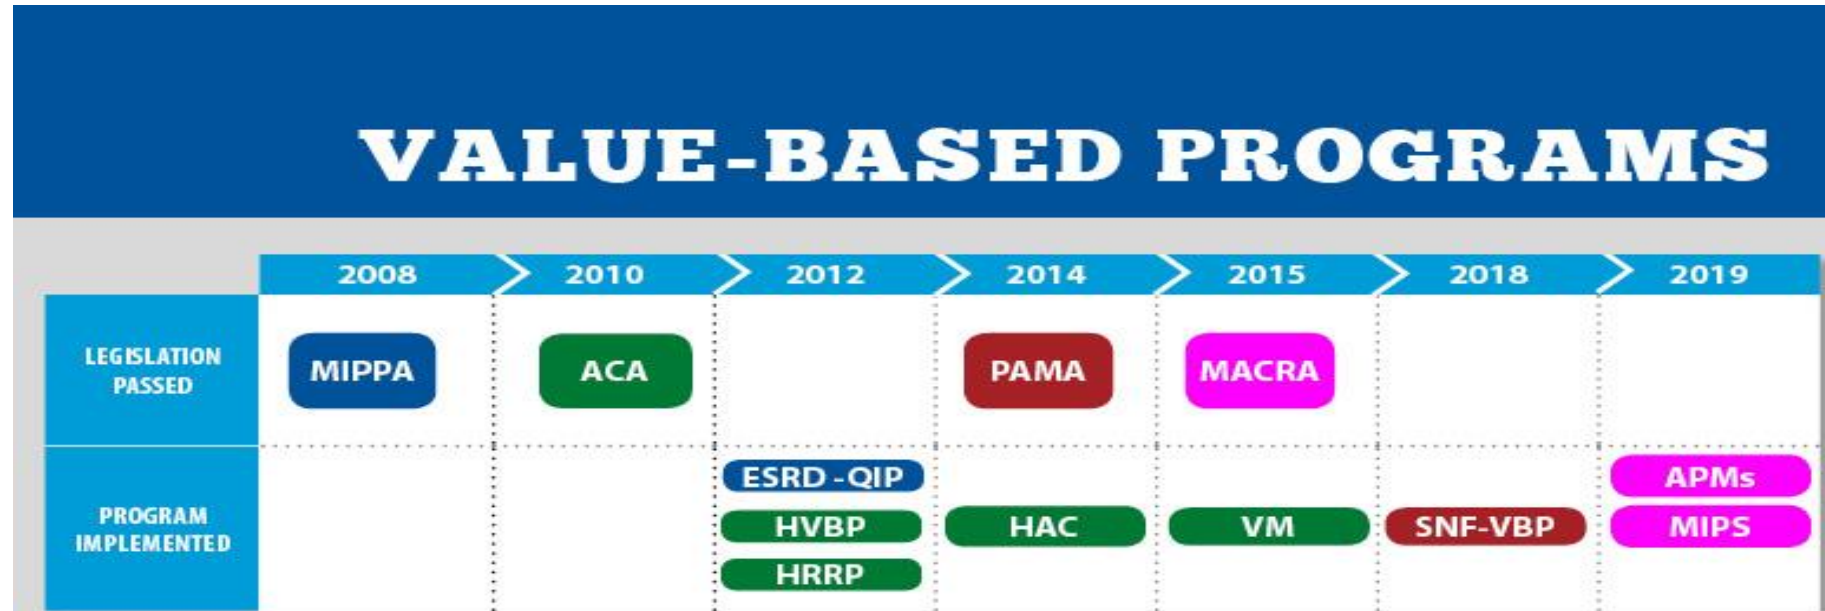 VALUE-BASED PROGRAMS
2008 2010 2012 2014 2015 2018 2019
LEGISLATION
PASSED
MIPPA ACA PAMA MACRA
PROGRAM
IMPLEMENTED
ESRD-QIP APMs
HVBP HAC VM SNF-VBP MIPS
HRRP